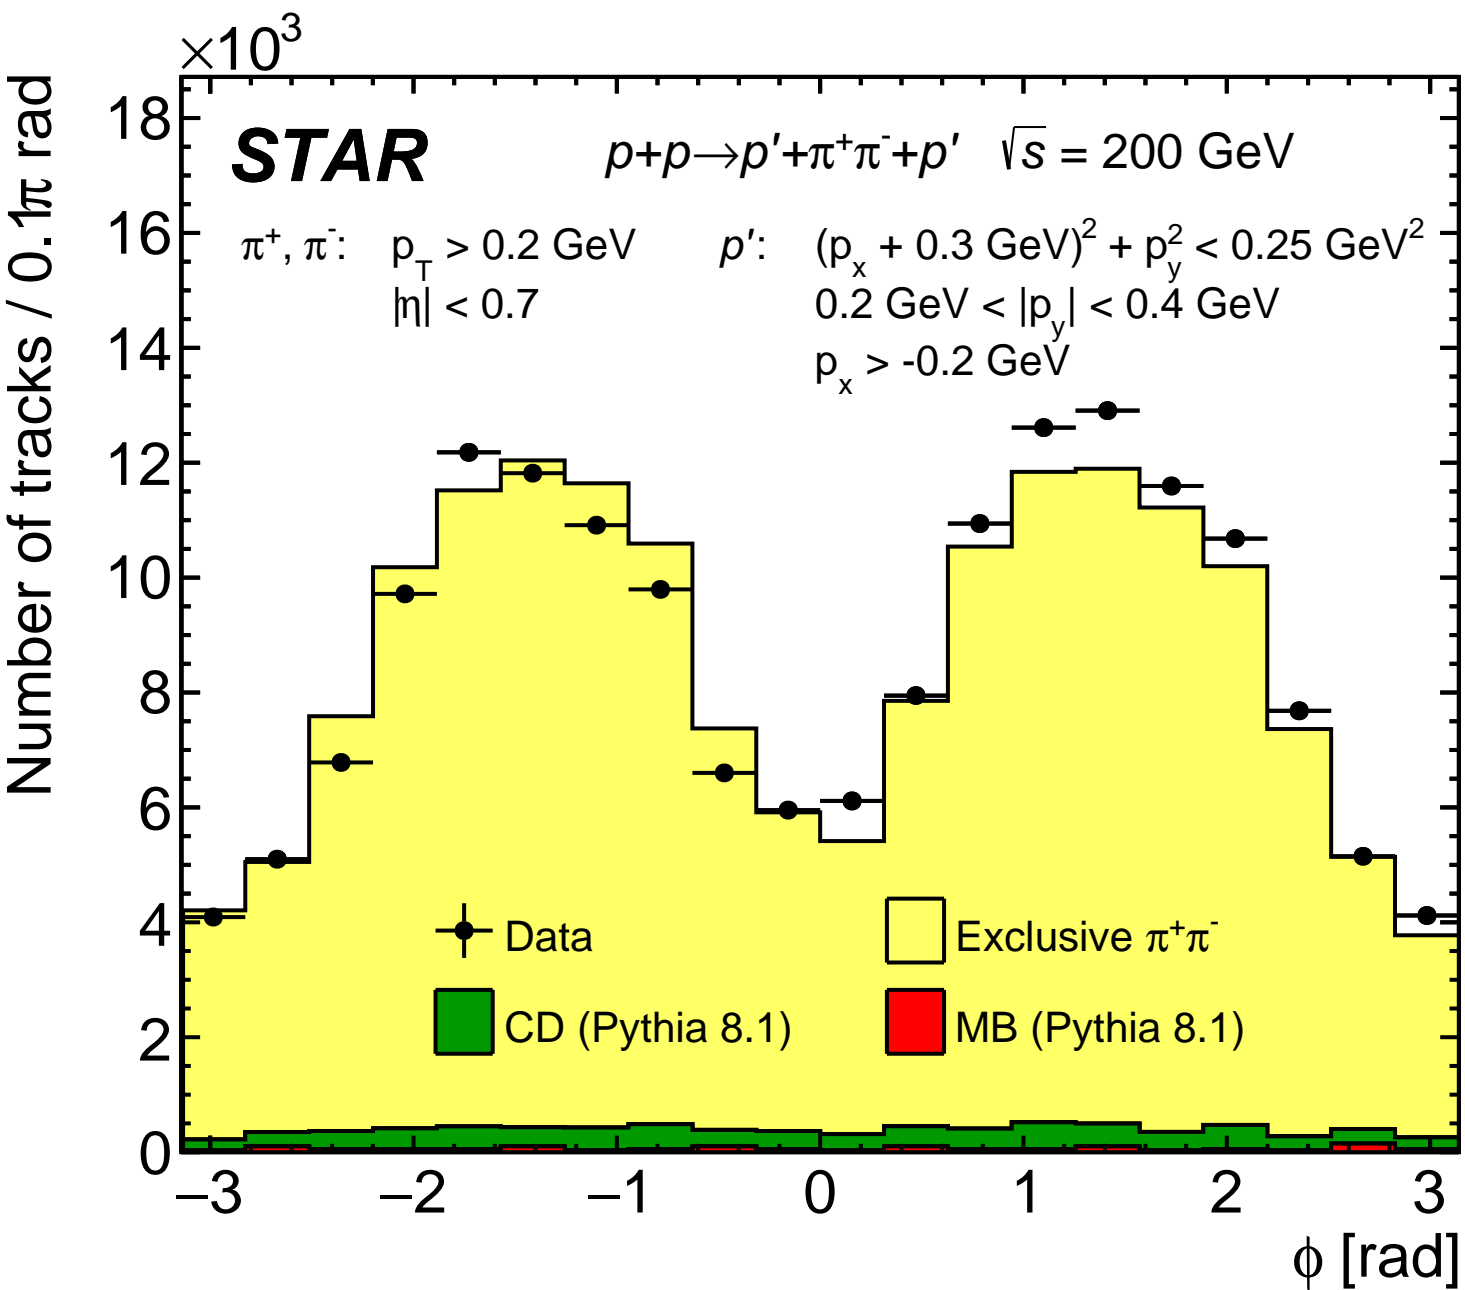 ×10³
Number of tracks / 0.1π rad
18
16
14
12
10
8
6
4
2
0
STAR p+p→p′+π⁺π⁻+p′ √s = 200 GeV
π⁺, π⁻: p_T > 0.2 GeV p′: (p_x + 0.3 GeV)² + p_y² < 0.25 GeV²
|η| < 0.7 0.2 GeV < |p_y| < 0.4 GeV
p_x > -0.2 GeV
Data Exclusive π⁺π⁻
CD (Pythia 8.1) MB (Pythia 8.1)
−3 −2 −1 0 1 2 3
ϕ [rad]